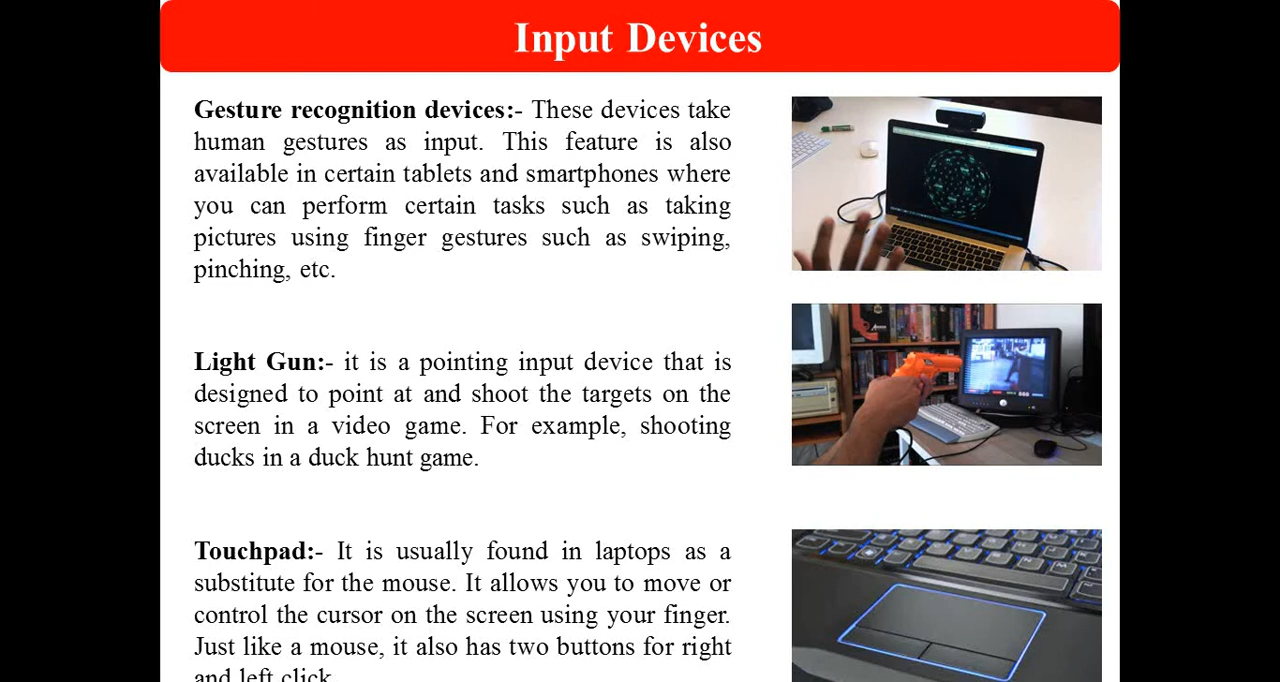 Input Devices
Gesture recognition devices:- These devices take
human gestures as input. This feature is also
available in certain tablets and smartphones where
you can perform certain tasks such as taking
pictures using finger gestures such as swiping,
pinching, etc.
Light Gun:- it is a pointing input device that is
designed to point at and shoot the targets on the
screen in a video game. For example, shooting
ducks in a duck hunt game.
Touchpad:- It is usually found in laptops as a
substitute for the mouse. It allows you to move or
control the cursor on the screen using your finger.
Just like a mouse, it also has two buttons for right
and left click.